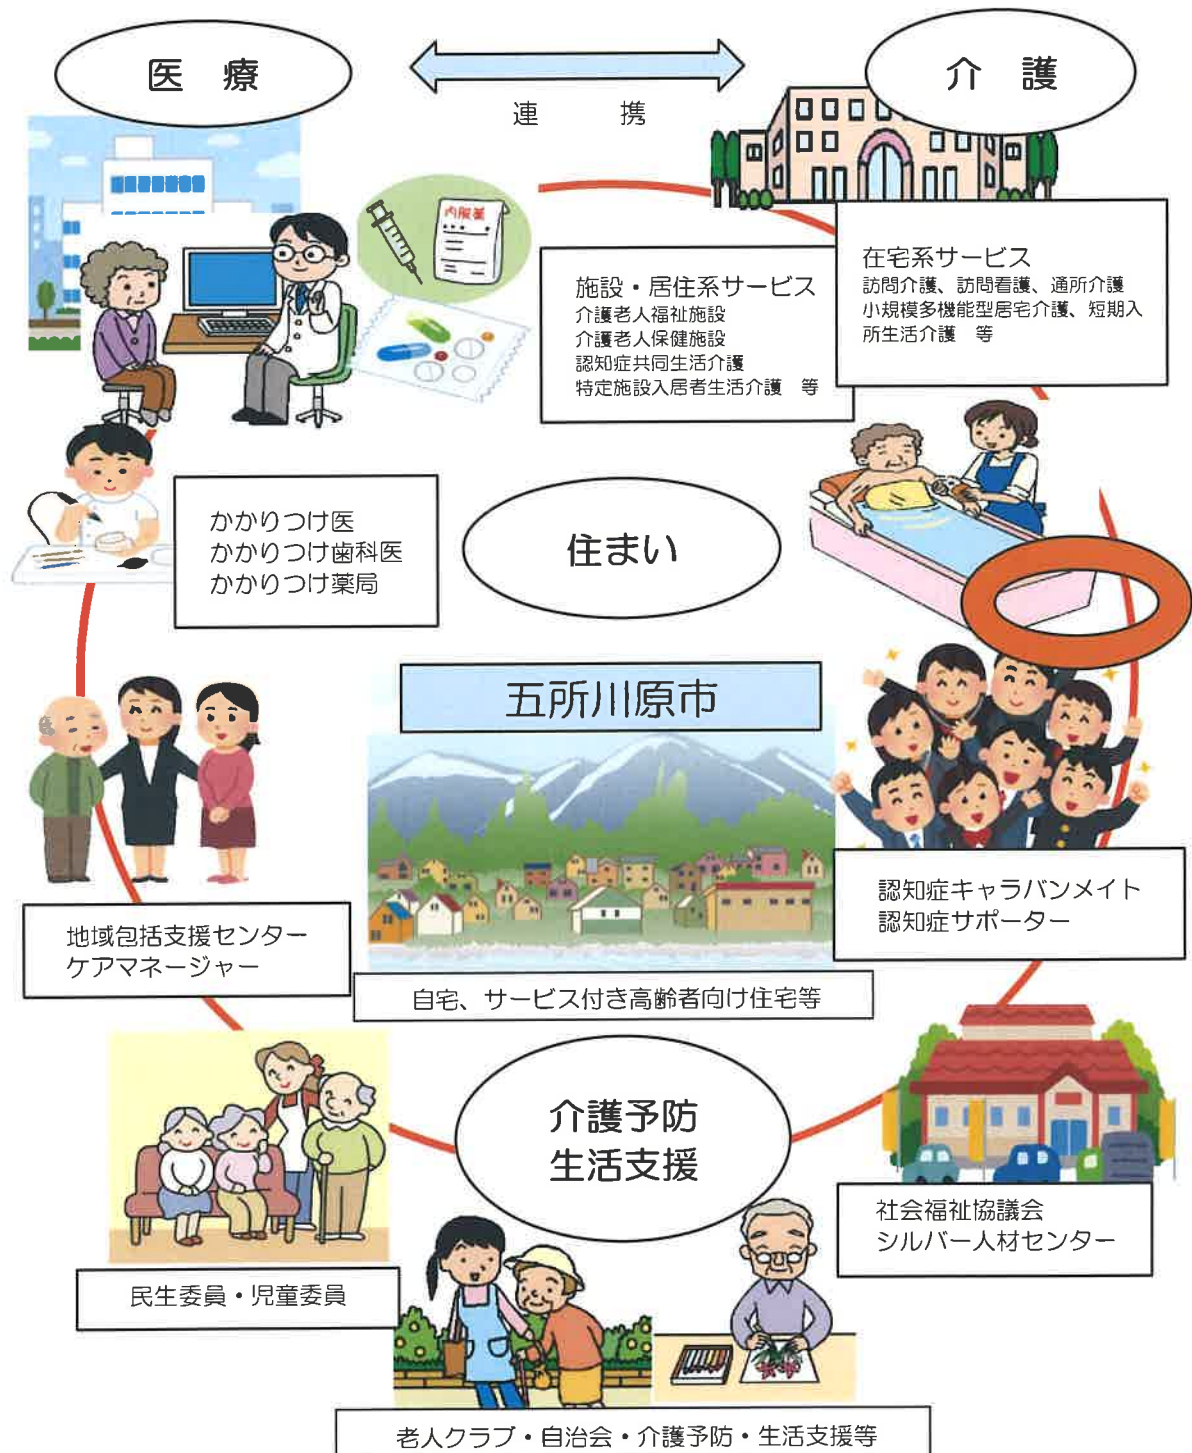 医療
介護
連携
内服薬
施設・居住系サービス
介護老人福祉施設
介護老人保健施設
認知症共同生活介護
特定施設入居者生活介護 等
在宅系サービス
訪問介護、訪問看護、通所介護
小規模多機能型居宅介護、短期入
所生活介護 等
かかりつけ医
かかりつけ歯科医
かかりつけ薬局
住まい
五所川原市
地域包括支援センター
ケアマネージャー
認知症キャラバンメイト
認知症サポーター
自宅、サービス付き高齢者向け住宅等
介護予防
生活支援
社会福祉協議会
シルバー人材センター
民生委員・児童委員
老人クラブ・自治会・介護予防・生活支援等